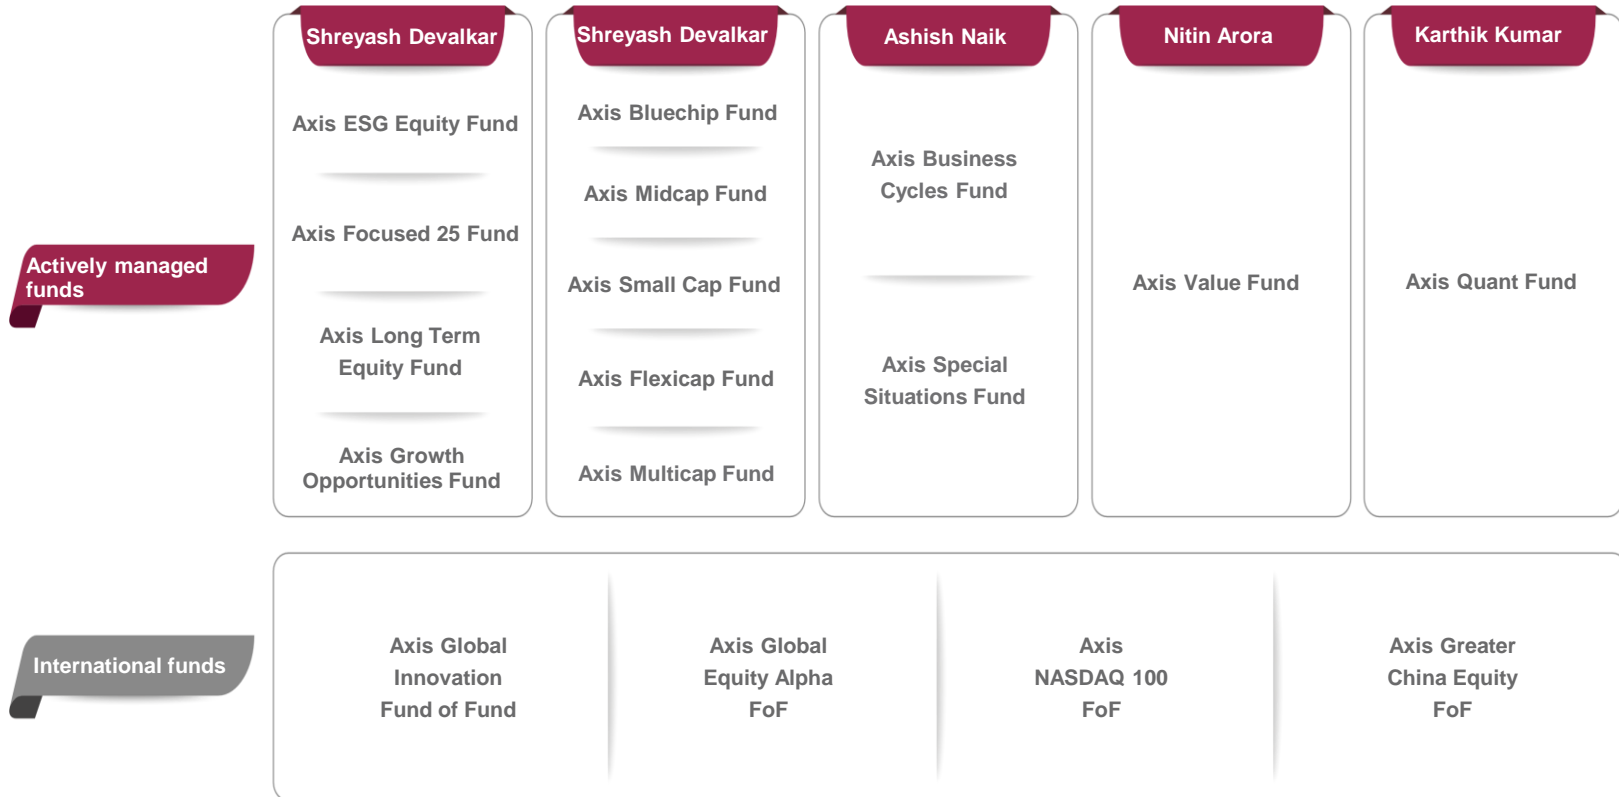 Shreyash Devalkar
Shreyash Devalkar
Ashish Naik
Nitin Arora
Karthik Kumar
Actively managed
funds
Axis ESG Equity Fund
Axis Focused 25 Fund
Axis Long Term
Equity Fund
Axis Growth
Opportunities Fund
Axis Bluechip Fund
Axis Midcap Fund
Axis Small Cap Fund
Axis Flexicap Fund
Axis Multicap Fund
Axis Business
Cycles Fund
Axis Special
Situations Fund
Axis Value Fund
Axis Quant Fund
International funds
Axis Global
Innovation
Fund of Fund
Axis Global
Equity Alpha
FoF
Axis
NASDAQ 100
FoF
Axis Greater
China Equity
FoF